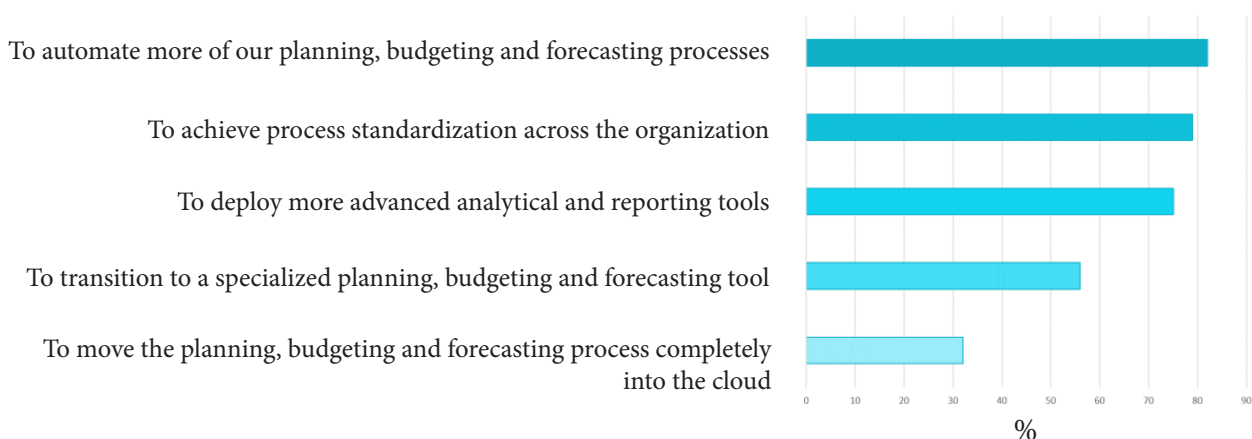 To automate more of our planning, budgeting and forecasting processes
To achieve process standardization across the organization
To deploy more advanced analytical and reporting tools
To transition to a specialized planning, budgeting and forecasting tool
To move the planning, budgeting and forecasting process completely
into the cloud
0 10 20 30 40 50 60 70 80 90
%